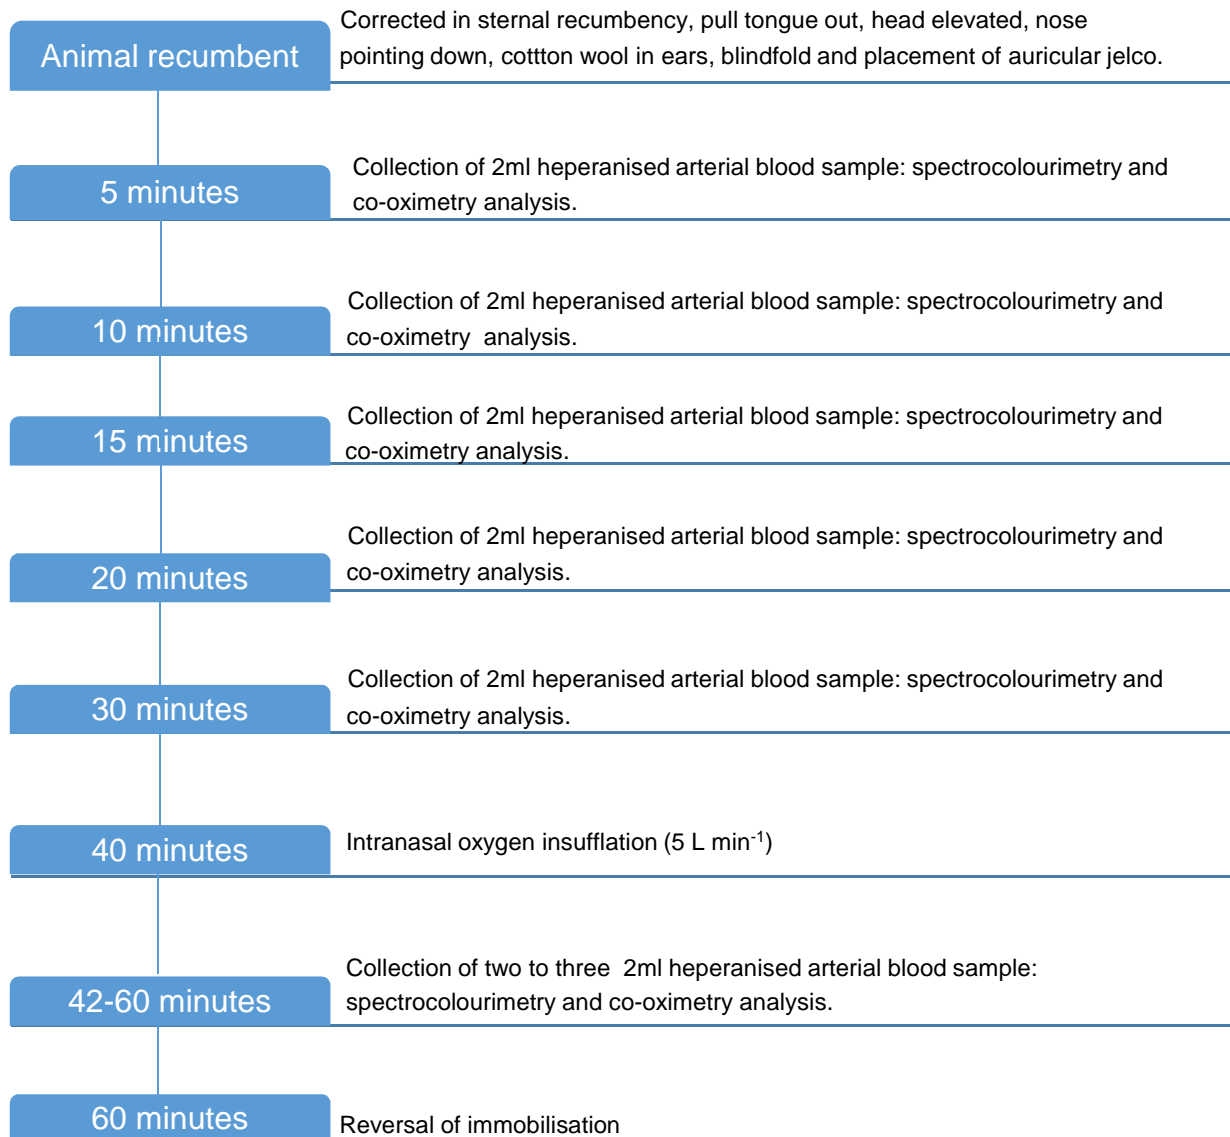 Animal recumbent
Corrected in sternal recumbency, pull tongue out, head elevated, nose
pointing down, cottton wool in ears, blindfold and placement of auricular jelco.
5 minutes
Collection of 2ml heperanised arterial blood sample: spectrocolourimetry and
co-oximetry analysis.
10 minutes
Collection of 2ml heperanised arterial blood sample: spectrocolourimetry and
co-oximetry analysis.
15 minutes
Collection of 2ml heperanised arterial blood sample: spectrocolourimetry and
co-oximetry analysis.
20 minutes
Collection of 2ml heperanised arterial blood sample: spectrocolourimetry and
co-oximetry analysis.
30 minutes
Collection of 2ml heperanised arterial blood sample: spectrocolourimetry and
co-oximetry analysis.
40 minutes
Intranasal oxygen insufflation (5 L min⁻¹)
42-60 minutes
Collection of two to three 2ml heperanised arterial blood sample:
spectrocolourimetry and co-oximetry analysis.
60 minutes
Reversal of immobilisation